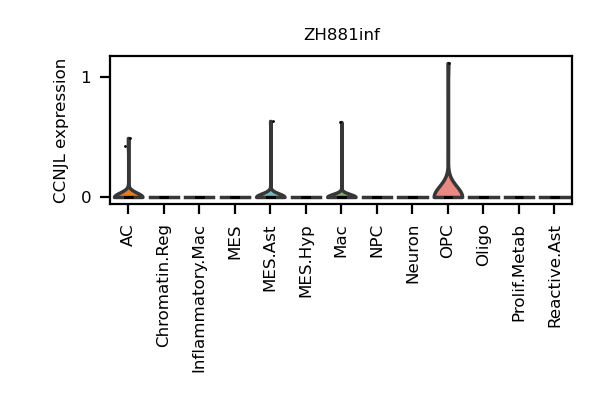 ZH881inf
CCNJL expression
1
0
AC
Chromatin.Reg
Inflammatory.Mac
MES
MES.Ast
MES.Hyp
Mac
NPC
Neuron
OPC
Oligo
Prolif.Metab
Reactive.Ast